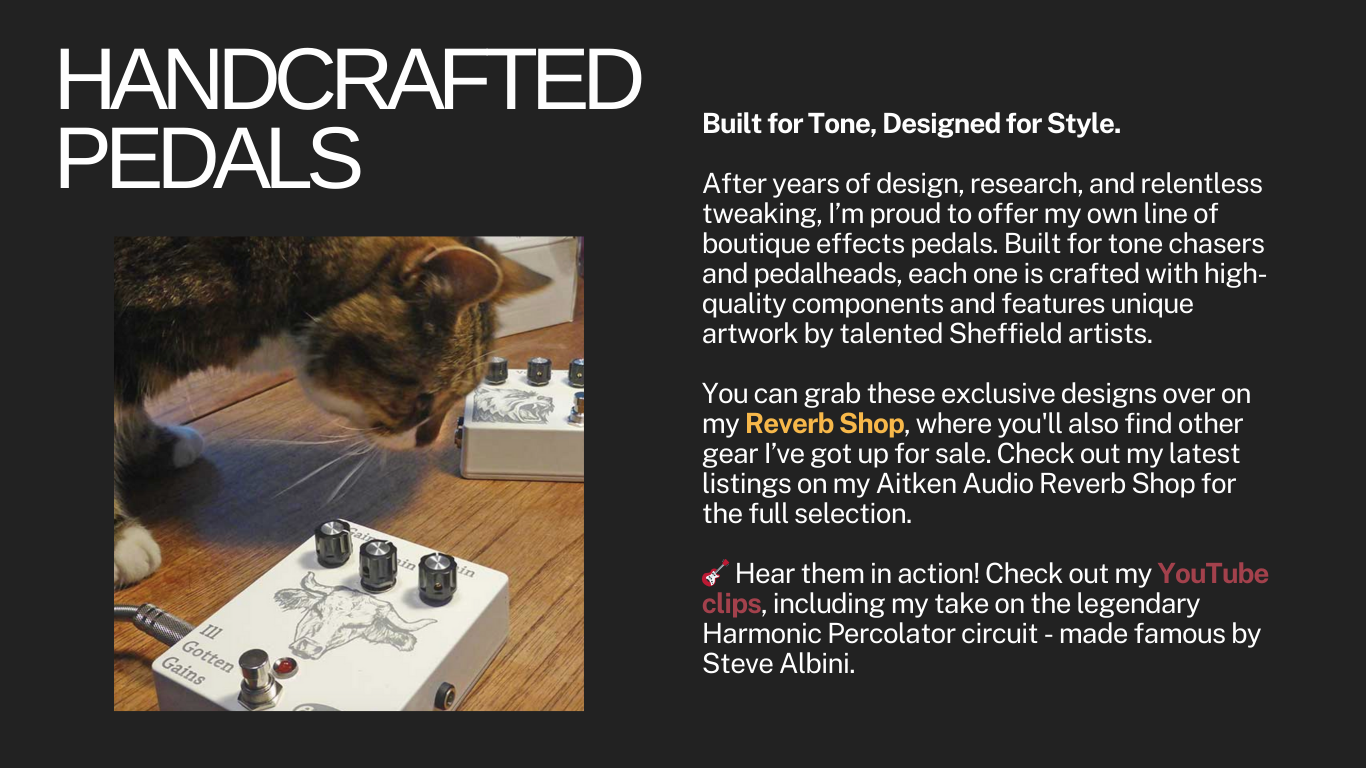 HANDCRAFTED
PEDALS
Built for Tone, Designed for Style.
After years of design, research, and relentless
tweaking, I’m proud to offer my own line of
boutique effects pedals. Built for tone chasers
and pedalheads, each one is crafted with high-
quality components and features unique
artwork by talented Sheffield artists.
You can grab these exclusive designs over on
my Reverb Shop, where you'll also find other
gear I’ve got up for sale. Check out my latest
listings on my Aitken Audio Reverb Shop for
the full selection.
🎸 Hear them in action! Check out my YouTube
clips, including my take on the legendary
Harmonic Percolator circuit - made famous by
Steve Albini.
Gain
Ill
Gotten
Gains